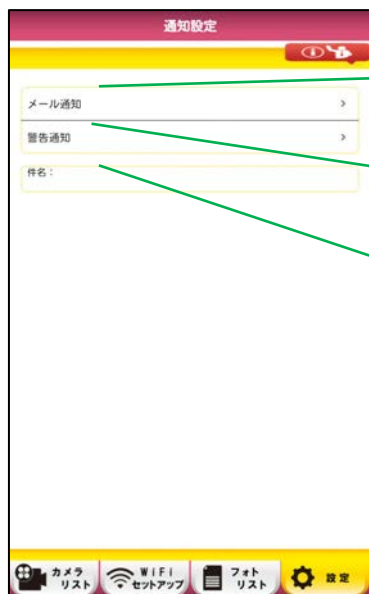 通知設定
メール通知
警告通知
件名：
カメラ
リスト
WiFi
セットアップ
フォト
リスト
設定